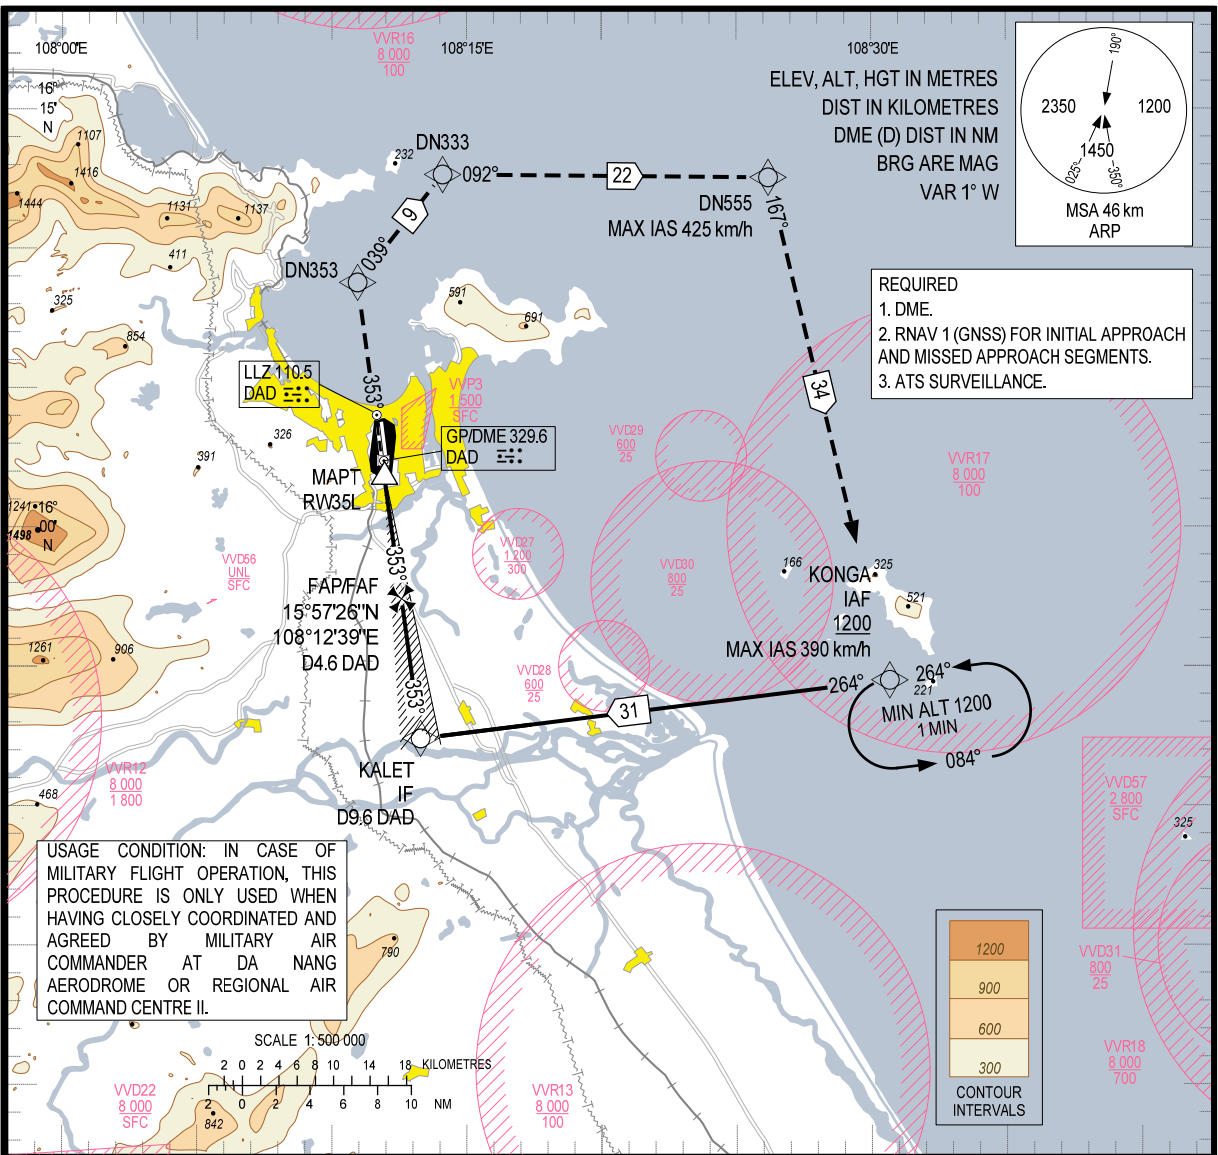 108°00'E
108°15'E
108°30'E
16°
15'
N
VVR16
8 000
100
ELEV, ALT, HGT IN METRES
DIST IN KILOMETRES
DME (D) DIST IN NM
BRG ARE MAG
VAR 1° W
190°
2350
1200
1450
025°
350°
MSA 46 km
ARP
1107
1416
1444
1131
1137
411
325
854
232
DN333
092°
22
DN555
MAX IAS 425 km/h
167°
9
039°
DN353
591
691
REQUIRED
1. DME.
2. RNAV 1 (GNSS) FOR INITIAL APPROACH
AND MISSED APPROACH SEGMENTS.
3. ATS SURVEILLANCE.
LLZ 110.5
DAD
353°
VVP3
1 500
SFC
34
GP/DME 329.6
DAD
326
391
MAPT
RW35L
VVD29
600
25
VVR17
8 000
100
1241
16°
00'
N
1498
VVD56
UNL
SFC
VVD27
1 200
300
VVD30
800
25
353°
FAP/FAF
15°57'26"N
108°12'39"E
D4.6 DAD
166
325
521
KONGA
IAF
1200
MAX IAS 390 km/h
1261
906
VVD28
600
25
353°
264°
264°
221
MIN ALT 1200
1 MIN
084°
31
KALET
IF
D9.6 DAD
VVR12
8 000
1 800
468
VVD57
2 800
SFC
325
USAGE CONDITION: IN CASE OF
MILITARY FLIGHT OPERATION, THIS
PROCEDURE IS ONLY USED WHEN
HAVING CLOSELY COORDINATED AND
AGREED BY MILITARY AIR
COMMANDER AT DA NANG
AERODROME OR REGIONAL AIR
COMMAND CENTRE II.
790
VVD31
800
25
1200
900
600
300
CONTOUR
INTERVALS
VVR18
8 000
700
SCALE 1: 500 000
2 0 2 4 6 8 10 14 18 KILOMETRES
2 0 2 4 6 8 10 NM
VVD22
8 000
SFC
842
VVR13
8 000
100